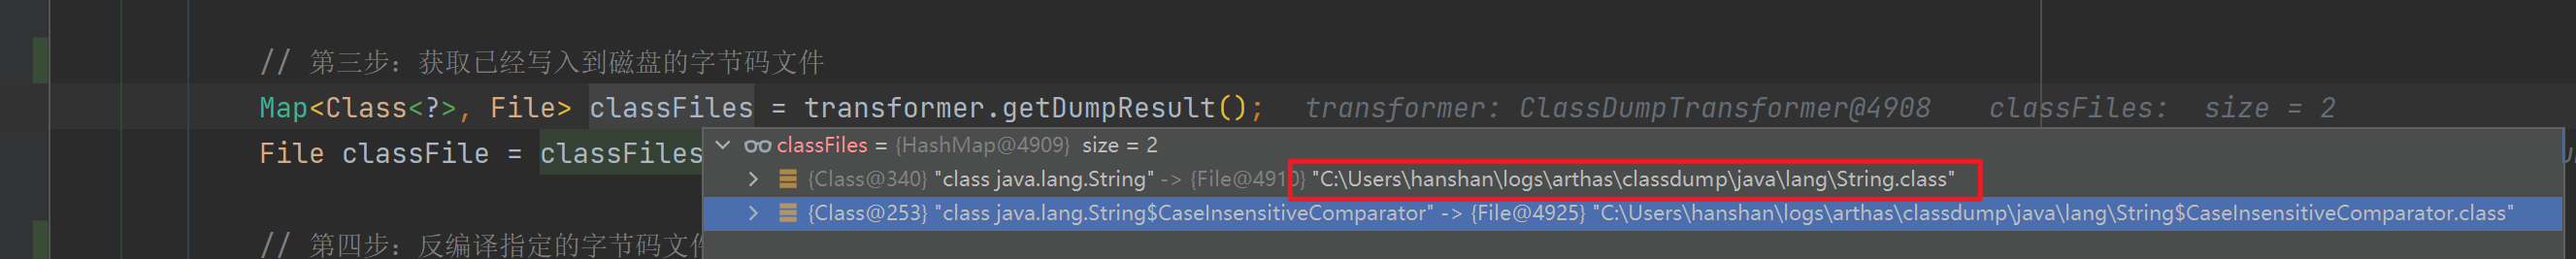 // 第三步：获取已经写入到磁盘的字节码文件
Map<Class<?>, File> classFiles = transformer.getDumpResult(); transformer: ClassDumpTransformer@4908 classFiles: size = 2
File classFile = classFiles
classFiles = {HashMap@4909} size = 2
{Class@340} "class java.lang.String" -> {File@4910} "C:\Users\hanshan\logs\arthas\classdump\java\lang\String.class"
{Class@253} "class java.lang.String$CaseInsensitiveComparator" -> {File@4925} "C:\Users\hanshan\logs\arthas\classdump\java\lang\String$CaseInsensitiveComparator.class"
// 第四步：反编译指定的字节码文